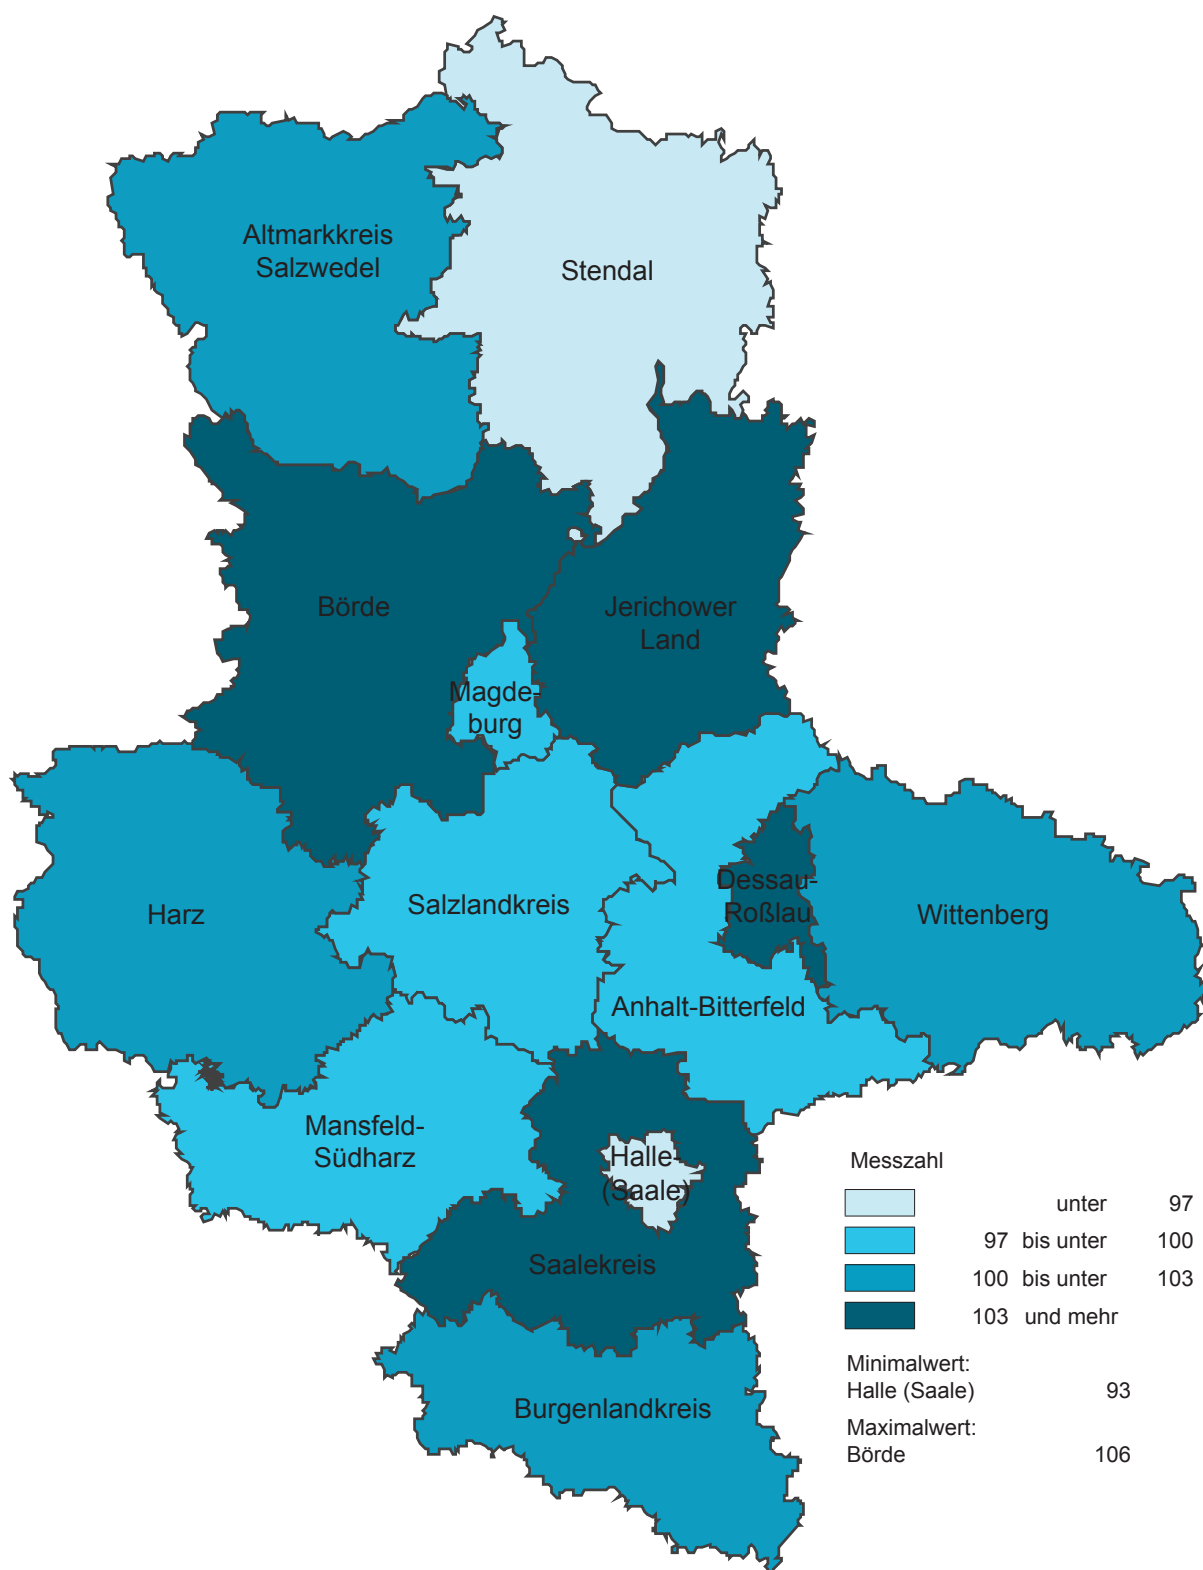 Altmarkkreis
Salzwedel
Stendal
Börde
Jerichower
Land
Magde-
burg
Harz
Salzlandkreis
Dessau-
Roßlau
Wittenberg
Anhalt-Bitterfeld
Mansfeld-
Südharz
Halle-
(Saale)
Saalekreis
Burgenlandkreis
Messzahl
unter 97
97 bis unter 100
100 bis unter 103
103 und mehr
Minimalwert:
Halle (Saale) 93
Maximalwert:
Börde 106